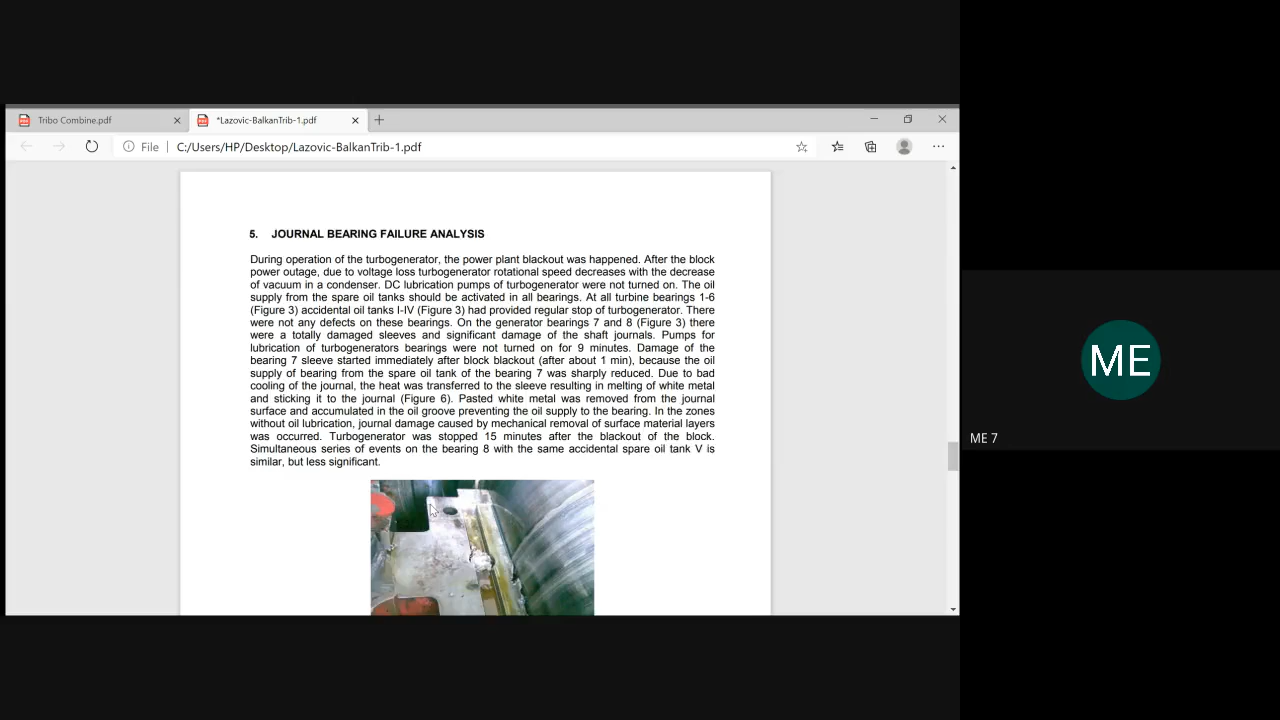 Tribo Combine.pdf
*Lazovic-BalkanTrib-1.pdf
File
C:/Users/HP/Desktop/Lazovic-BalkanTrib-1.pdf
5. JOURNAL BEARING FAILURE ANALYSIS
During operation of the turbogenerator, the power plant blackout was happened. After the block
power outage, due to voltage loss turbogenerator rotational speed decreases with the decrease
of vacuum in a condenser. DC lubrication pumps of turbogenerator were not turned on. The oil
supply from the spare oil tanks should be activated in all bearings. At all turbine bearings 1-6
(Figure 3) accidental oil tanks I-IV (Figure 3) had provided regular stop of turbogenerator. There
were not any defects on these bearings. On the generator bearings 7 and 8 (Figure 3) there
were a totally damaged sleeves and significant damage of the shaft journals. Pumps for
lubrication of turbogenerators bearings were not turned on for 9 minutes. Damage of the
bearing 7 sleeve started immediately after block blackout (after about 1 min), because the oil
supply of bearing from the spare oil tank of the bearing 7 was sharply reduced. Due to bad
cooling of the journal, the heat was transferred to the sleeve resulting in melting of white metal
and sticking it to the journal (Figure 6). Pasted white metal was removed from the journal
surface and accumulated in the oil groove preventing the oil supply to the bearing. In the zones
without oil lubrication, journal damage caused by mechanical removal of surface material layers
was occurred. Turbogenerator was stopped 15 minutes after the blackout of the block.
Simultaneous series of events on the bearing 8 with the same accidental spare oil tank V is
similar, but less significant.
ME
ME 7